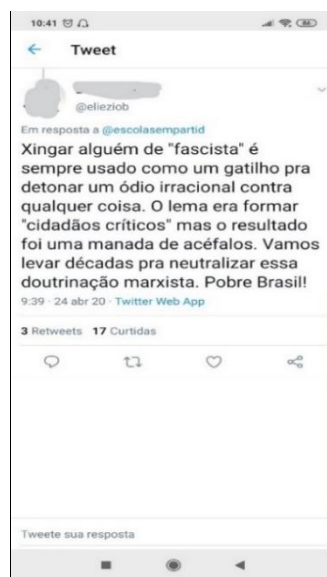 10:41
Tweet
@elieziob
Em resposta a @escolasempartid
Xingar alguém de "fascista" é
sempre usado como um gatilho pra
detonar um ódio irracional contra
qualquer coisa. O lema era formar
"cidadãos críticos" mas o resultado
foi uma manada de acéfalos. Vamos
levar décadas pra neutralizar essa
doutrinação marxista. Pobre Brasil!
9:39 · 24 abr 20 · Twitter Web App
3 Retweets 17 Curtidas
Tweete sua resposta